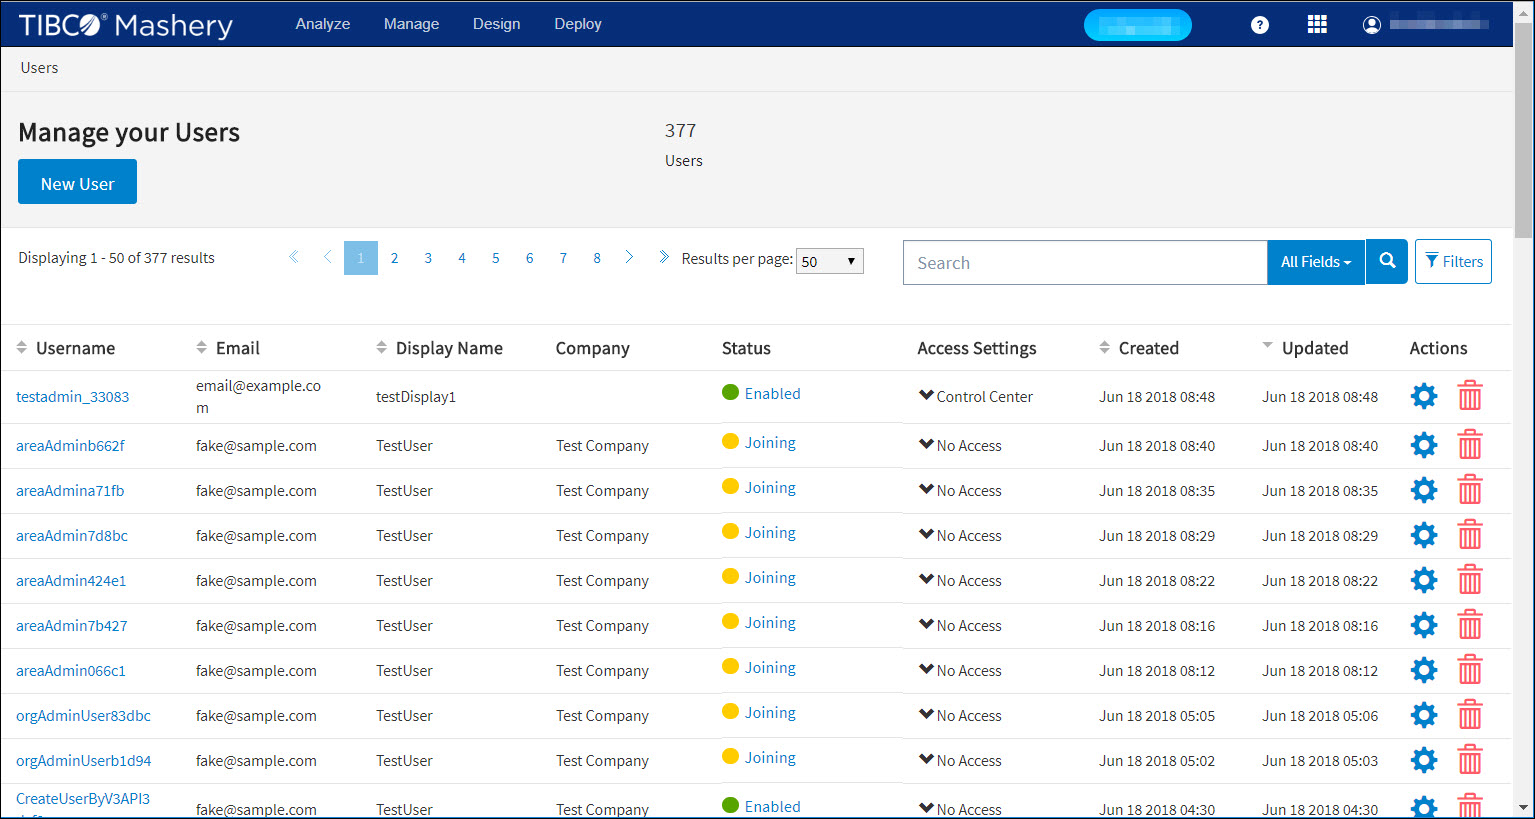 TIBCO® Mashery Analyze Manage Design Deploy
Users
Manage your Users
377
Users
New User
Displaying 1 - 50 of 377 results 1 2 3 4 5 6 7 8 Results per page: 50 Search All Fields Filters
Username Email Display Name Company Status Access Settings Created Updated Actions
testadmin_33083 email@example.co
m testDisplay1 Enabled Control Center Jun 18 2018 08:48 Jun 18 2018 08:48
areaAdminb662f fake@sample.com TestUser Test Company Joining No Access Jun 18 2018 08:40 Jun 18 2018 08:40
areaAdmina71fb fake@sample.com TestUser Test Company Joining No Access Jun 18 2018 08:35 Jun 18 2018 08:35
areaAdmin7d8bc fake@sample.com TestUser Test Company Joining No Access Jun 18 2018 08:29 Jun 18 2018 08:29
areaAdmin424e1 fake@sample.com TestUser Test Company Joining No Access Jun 18 2018 08:22 Jun 18 2018 08:22
areaAdmin7b427 fake@sample.com TestUser Test Company Joining No Access Jun 18 2018 08:16 Jun 18 2018 08:16
areaAdmin066c1 fake@sample.com TestUser Test Company Joining No Access Jun 18 2018 08:12 Jun 18 2018 08:12
orgAdminUser83dbc fake@sample.com TestUser Test Company Joining No Access Jun 18 2018 05:05 Jun 18 2018 05:06
orgAdminUserb1d94 fake@sample.com TestUser Test Company Joining No Access Jun 18 2018 05:02 Jun 18 2018 05:03
CreateUserByV3API3 fake@sample.com TestUser Test Company Enabled No Access Jun 18 2018 04:30 Jun 18 2018 04:30